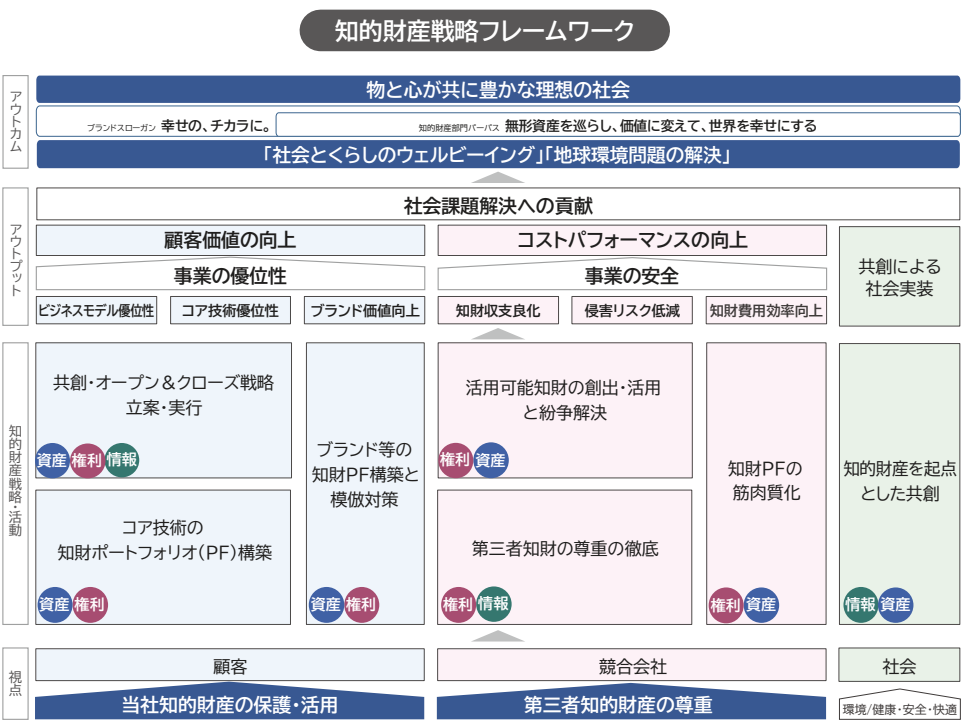 知的財産戦略フレームワーク
アウトカム
物と心が共に豊かな理想の社会
ブランドスローガン 幸せの、チカラに。
知的財産部門パーパス 無形資産を巡らし、価値に変えて、世界を幸せにする
「社会とくらしのウェルビーイング」「地球環境問題の解決」
アウトプット
社会課題解決への貢献
顧客価値の向上
コストパフォーマンスの向上
共創による
社会実装
事業の優位性
事業の安全
ビジネスモデル優位性
コア技術優位性
ブランド価値向上
知財収支良化
侵害リスク低減
知財費用効率向上
知的財産戦略・活動
共創・オープン&クローズ戦略
立案・実行
資産 権利 情報
コア技術の
知財ポートフォリオ(PF)構築
資産 権利
ブランド等の
知財PF構築と
模倣対策
資産 権利
活用可能知財の創出・活用
と紛争解決
権利 資産
第三者知財の尊重の徹底
権利 情報
知財PFの
筋肉質化
権利 資産
知的財産を起点
とした共創
情報 資産
視点
顧客
競合会社
社会
当社知的財産の保護・活用
第三者知的財産の尊重
環境/健康・安全・快適